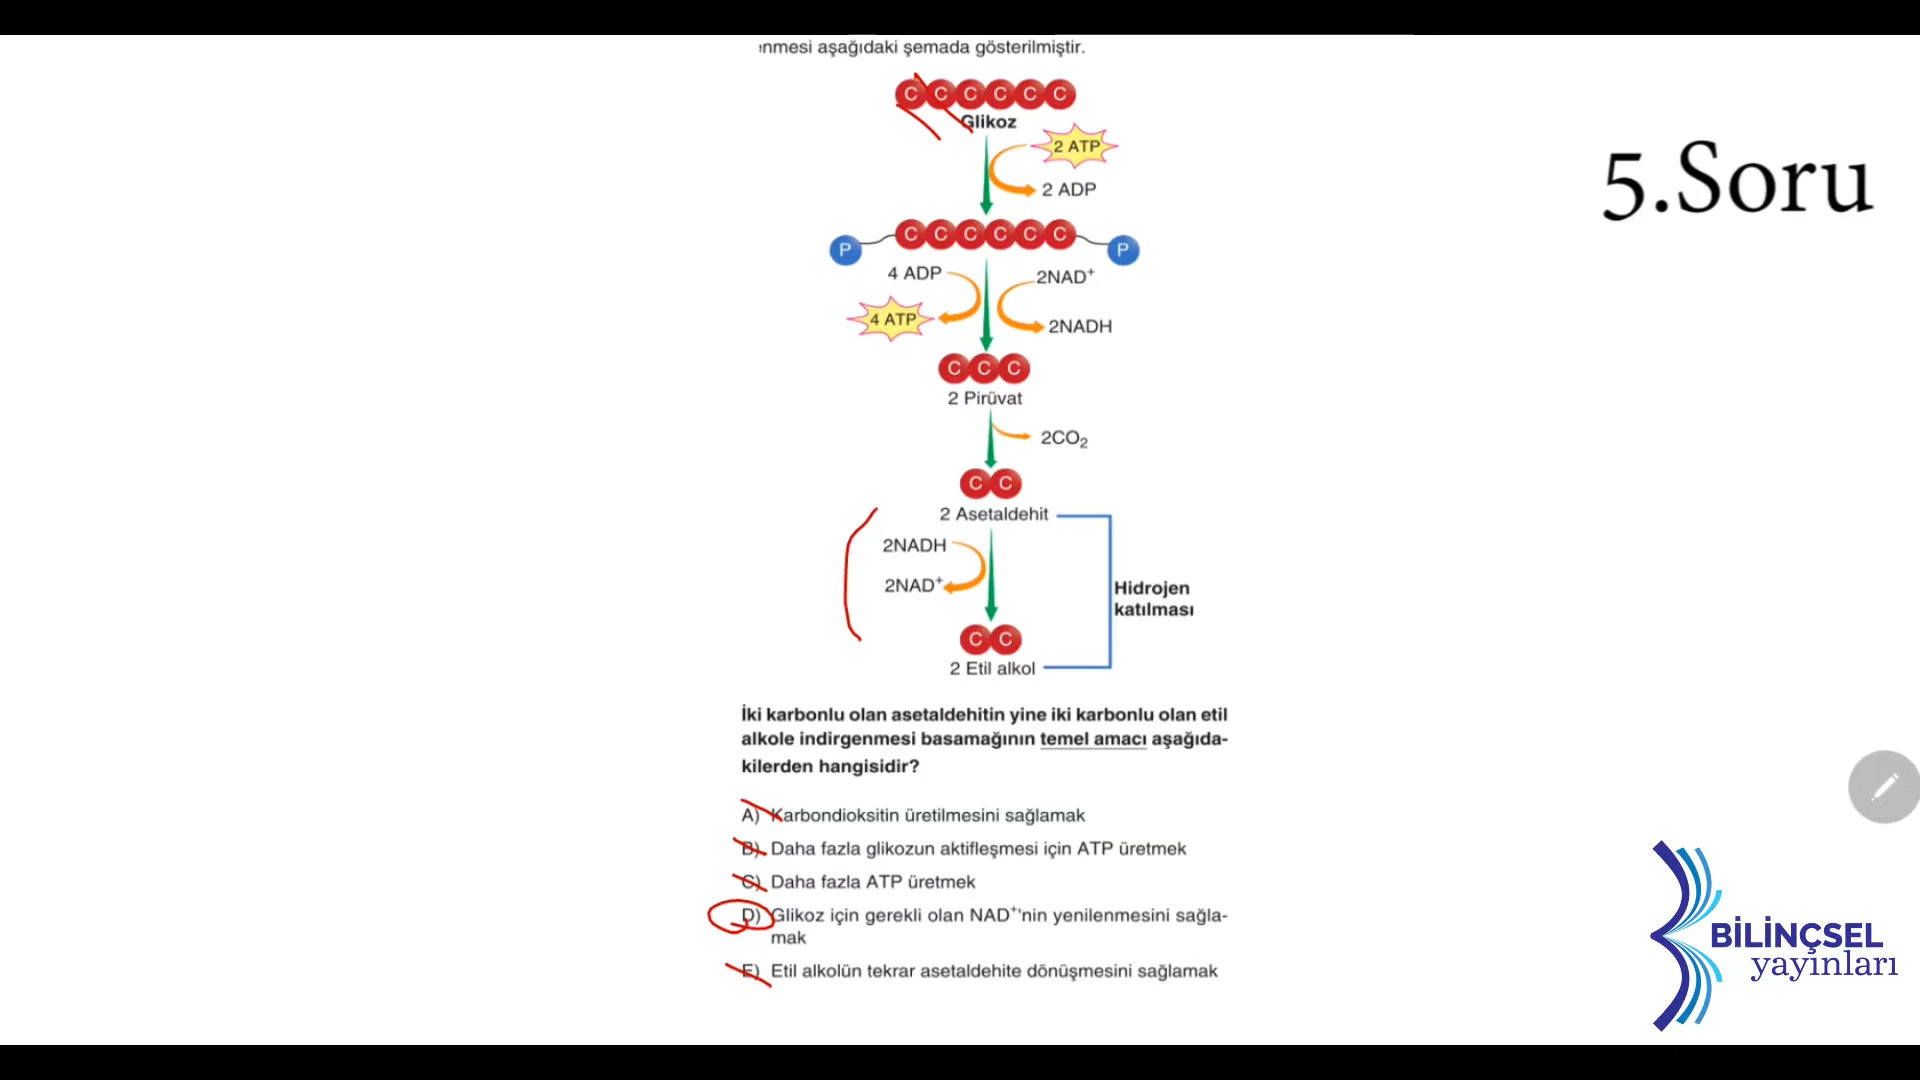 enmesi aşağıdaki şemada gösterilmiştir.
C C C C C C
Glikoz
2 ATP
2 ADP
P C C C C C C P
4 ADP 2NAD⁺
4 ATP 2NADH
C C C
2 Pirüvat
2CO₂
C C
2 Asetaldehit
2NADH
2NAD⁺
Hidrojen
katılması
C C
2 Etil alkol
İki karbonlu olan asetaldehitin yine iki karbonlu olan etil
alkole indirgenmesi basamağının temel amacı aşağıda-
kilerden hangisidir?
A) Karbondioksitin üretilmesini sağlamak
B) Daha fazla glikozun aktifleşmesi için ATP üretmek
C) Daha fazla ATP üretmek
D) Glikoz için gerekli olan NAD⁺'nin yenilenmesini sağla-
mak
E) Etil alkolün tekrar asetaldehite dönüşmesini sağlamak
5.Soru
BİLİNÇSEL
yayınları